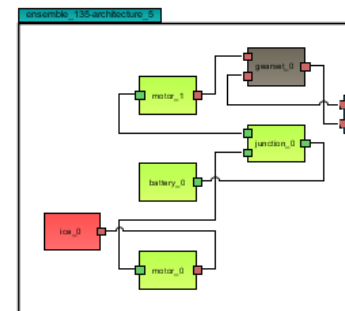 ensemble_135-architecture_5
gearset_0
motor_1
junction_0
battery_0
ice_0
motor_0